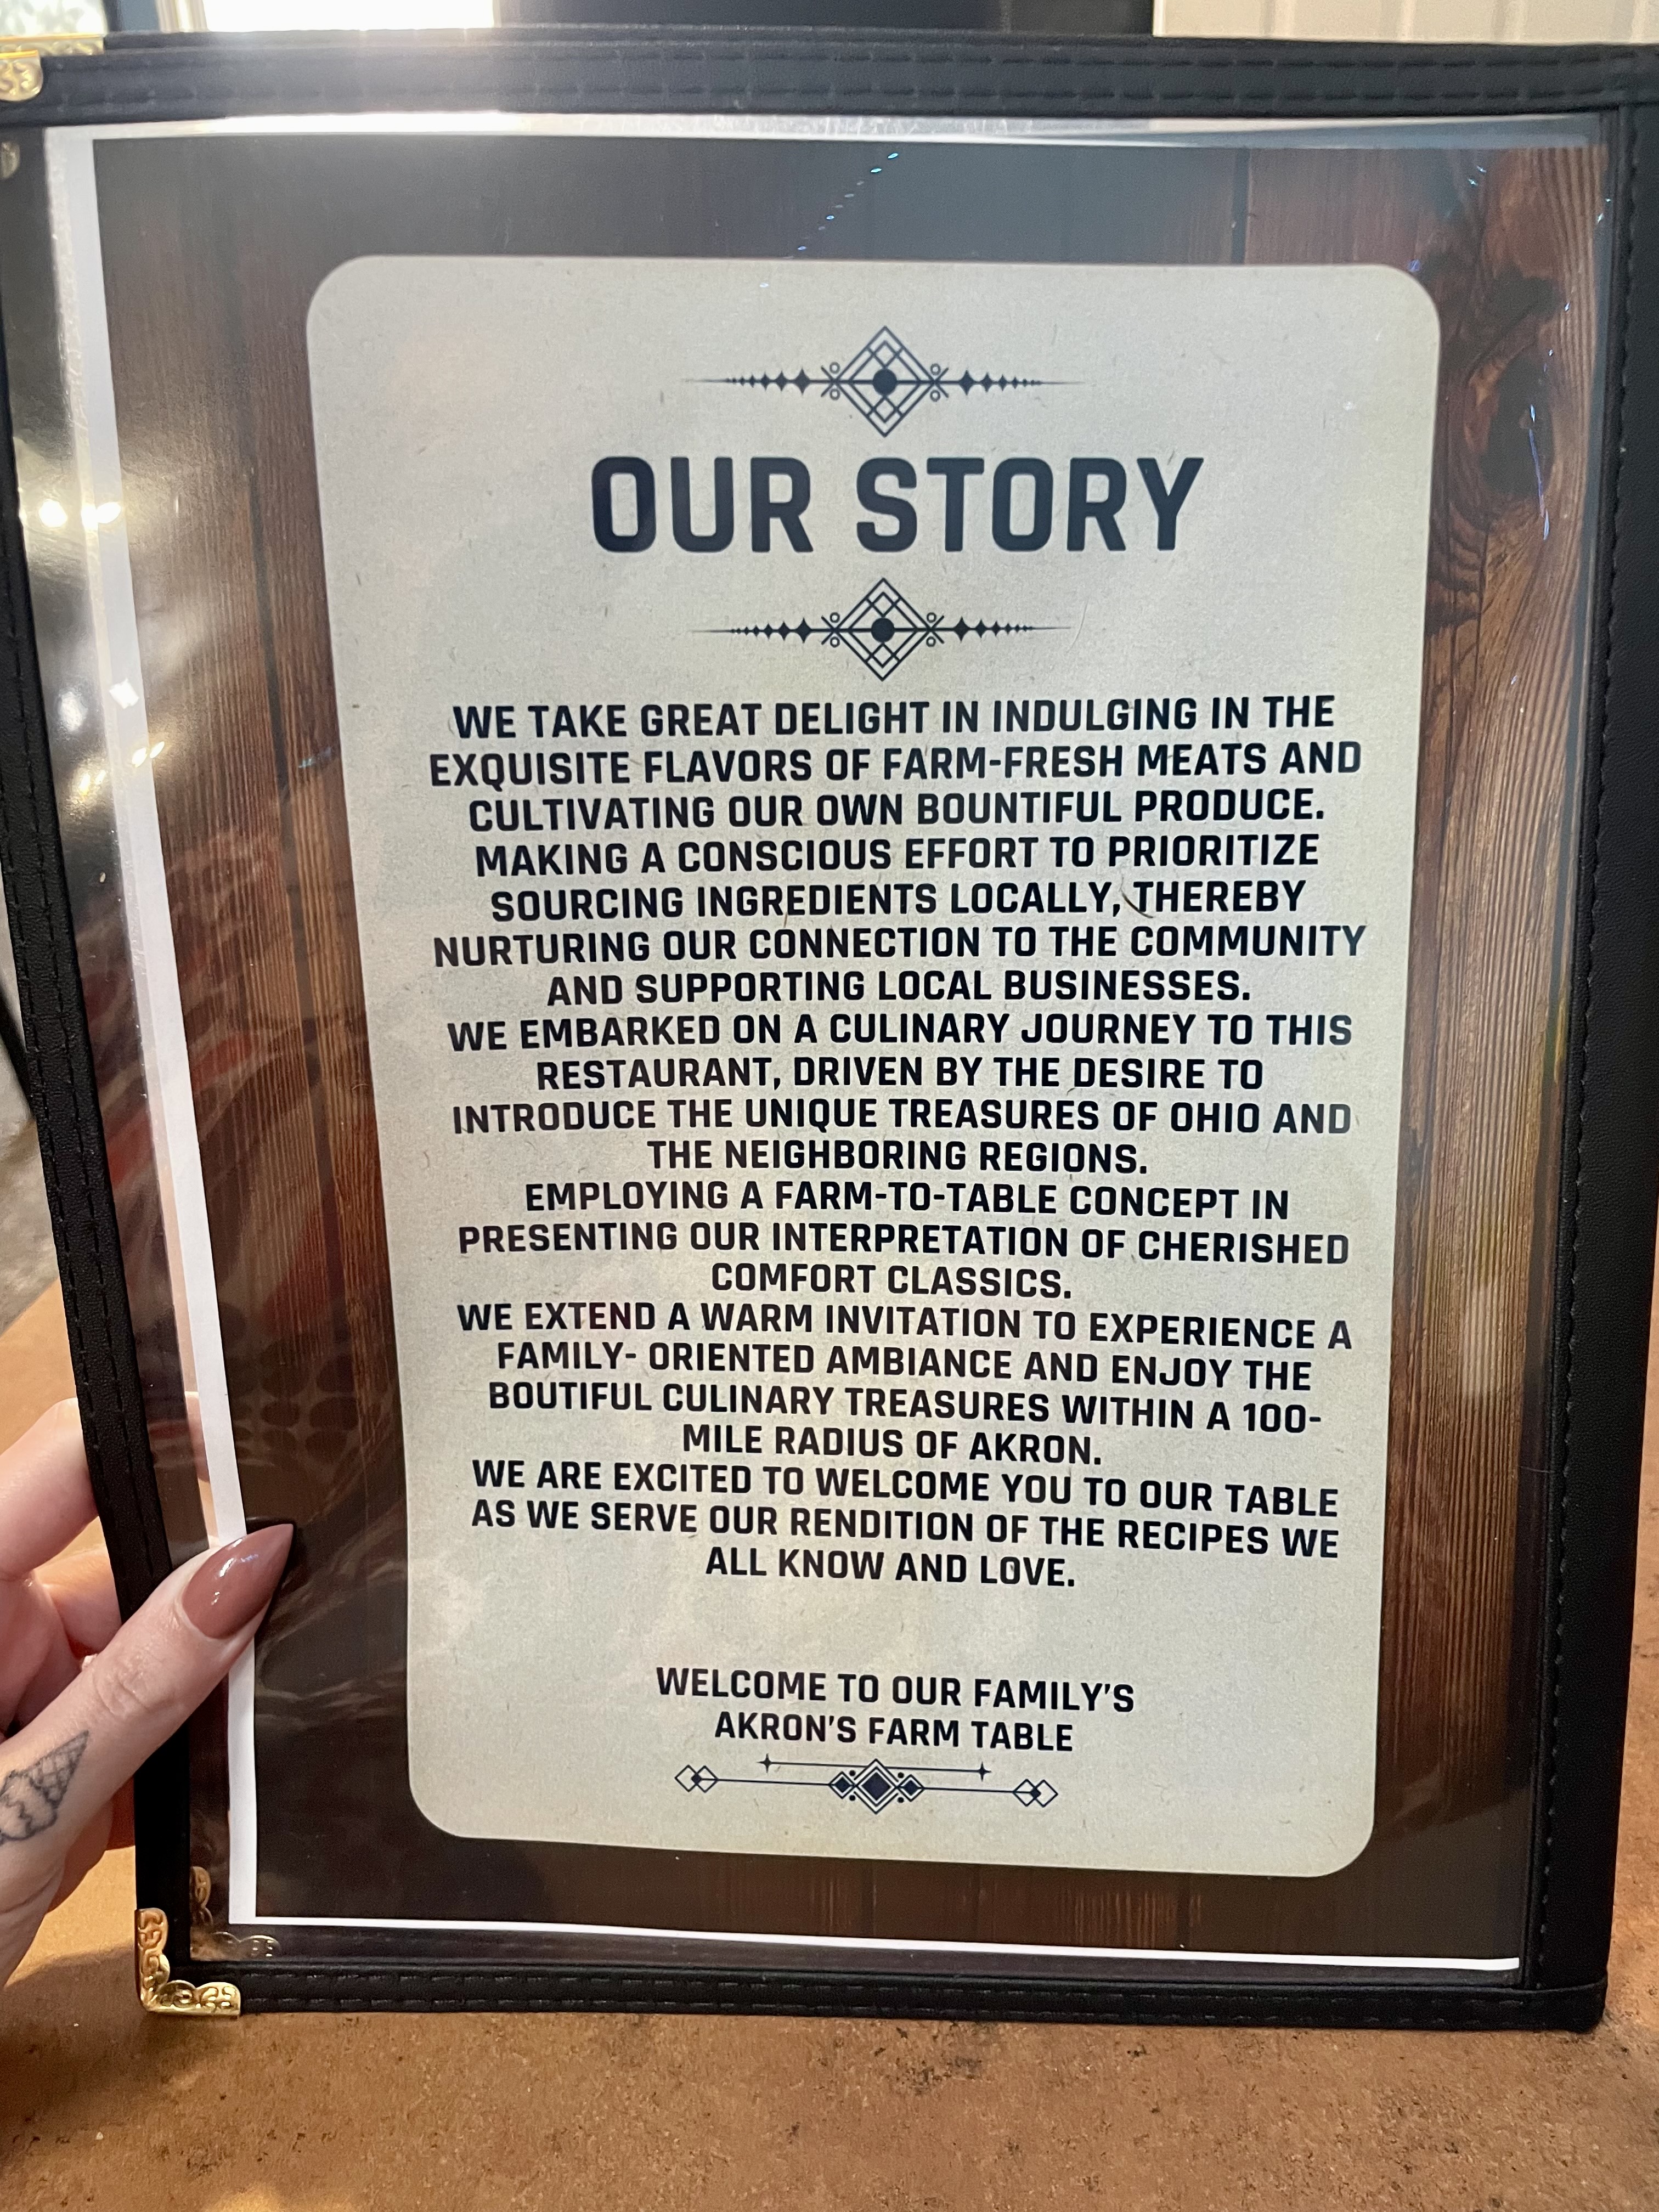 OUR STORY
WE TAKE GREAT DELIGHT IN INDULGING IN THE
EXQUISITE FLAVORS OF FARM-FRESH MEATS AND
CULTIVATING OUR OWN BOUNTIFUL PRODUCE.
MAKING A CONSCIOUS EFFORT TO PRIORITIZE
SOURCING INGREDIENTS LOCALLY, THEREBY
NURTURING OUR CONNECTION TO THE COMMUNITY
AND SUPPORTING LOCAL BUSINESSES.
WE EMBARKED ON A CULINARY JOURNEY TO THIS
RESTAURANT, DRIVEN BY THE DESIRE TO
INTRODUCE THE UNIQUE TREASURES OF OHIO AND
THE NEIGHBORING REGIONS.
EMPLOYING A FARM-TO-TABLE CONCEPT IN
PRESENTING OUR INTERPRETATION OF CHERISHED
COMFORT CLASSICS.
WE EXTEND A WARM INVITATION TO EXPERIENCE A
FAMILY- ORIENTED AMBIANCE AND ENJOY THE
BOUTIFUL CULINARY TREASURES WITHIN A 100-
MILE RADIUS OF AKRON.
WE ARE EXCITED TO WELCOME YOU TO OUR TABLE
AS WE SERVE OUR RENDITION OF THE RECIPES WE
ALL KNOW AND LOVE.
WELCOME TO OUR FAMILY'S
AKRON'S FARM TABLE